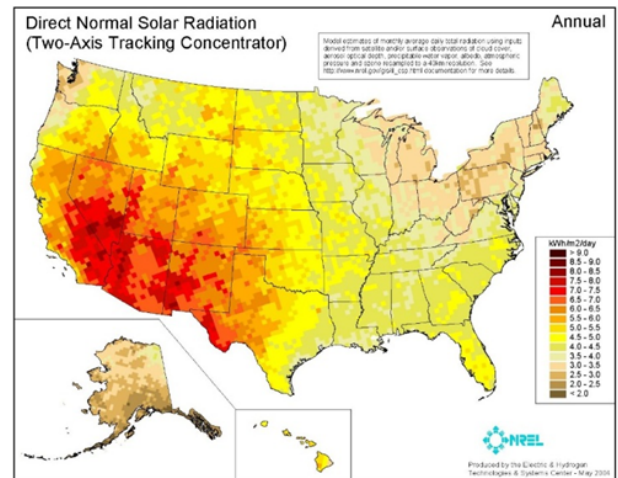 Direct Normal Solar Radiation
(Two-Axis Tracking Concentrator)
Annual
Model estimates of monthly average daily total radiation using inputs
derived from satellite and/or surface observations of cloud cover,
aerosol optical depth, precipitable water vapor, albedo, atmospheric
pressure and ozone resampled to a 40km resolution. See
documentation for more details.
kWh/m2/day
> 9.0
8.5 - 9.0
8.0 - 8.5
7.5 - 8.0
7.0 - 7.5
6.5 - 7.0
6.0 - 6.5
5.5 - 6.0
5.0 - 5.5
4.5 - 5.0
4.0 - 4.5
3.5 - 4.0
3.0 - 3.5
2.5 - 3.0
2.0 - 2.5
< 2.0
NREL
Produced by the Electric & Hydrogen
Technologies & Systems Center - May 2004